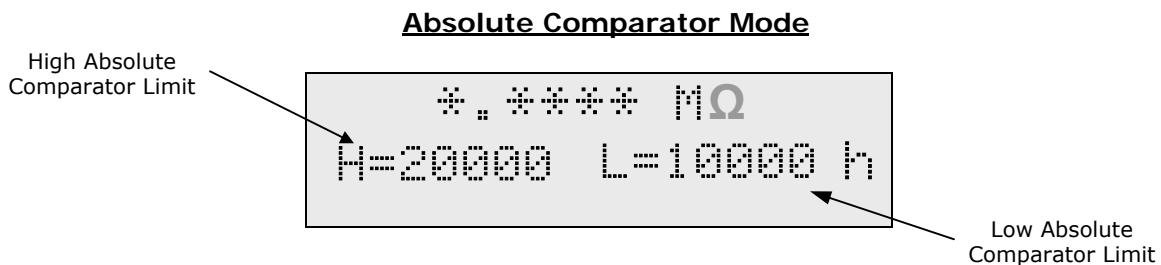 Absolute Comparator Mode
High Absolute
Comparator Limit
*.**** MΩ
H=20000 L=10000 h
Low Absolute
Comparator Limit